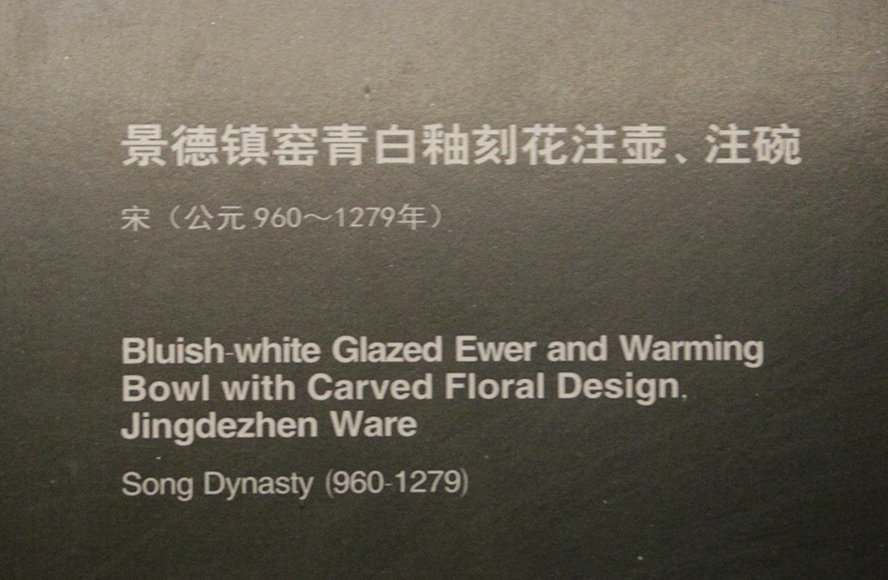 景德镇窑青白釉刻花注壶、注碗
宋（公元 960～1279年）
Bluish-white Glazed Ewer and Warming
Bowl with Carved Floral Design,
Jingdezhen Ware
Song Dynasty (960-1279)